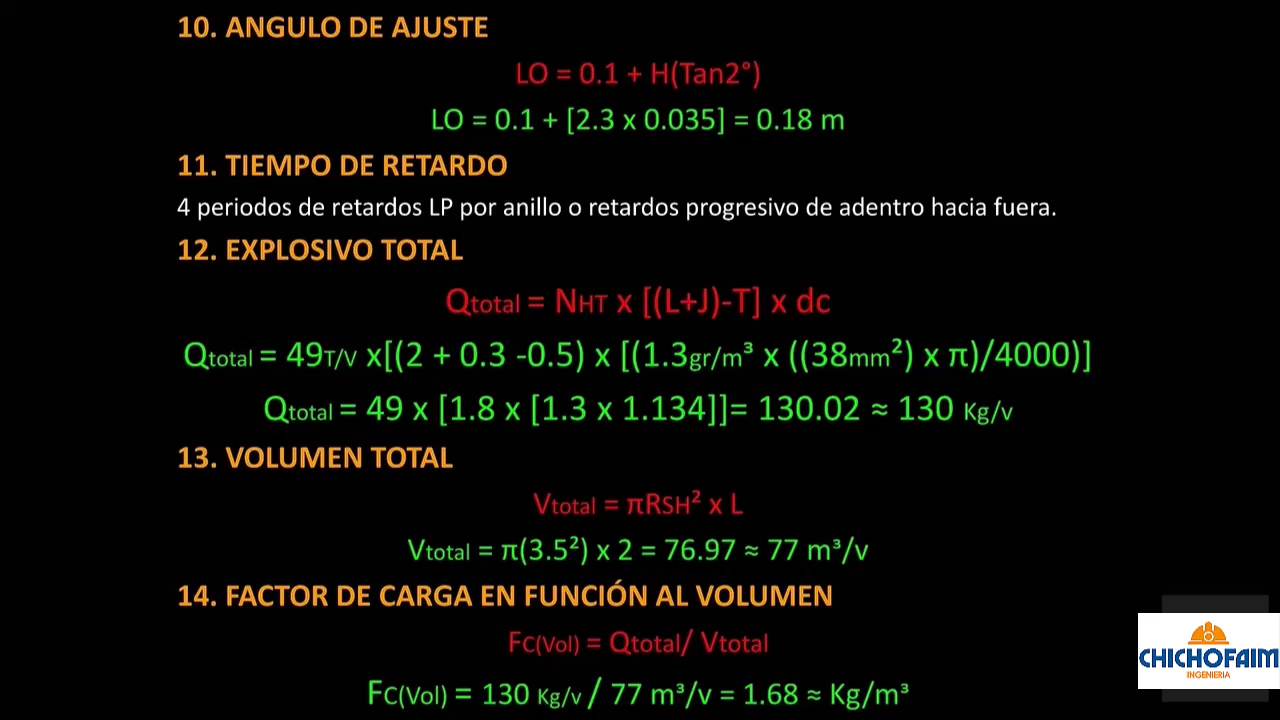 10. ANGULO DE AJUSTE
LO = 0.1 + H(Tan2°)
LO = 0.1 + [2.3 x 0.035] = 0.18 m
11. TIEMPO DE RETARDO
4 periodos de retardos LP por anillo o retardos progresivo de adentro hacia fuera.
12. EXPLOSIVO TOTAL
Qtotal = NHT x [(L+J)-T] x dc
Qtotal = 49T/V x[(2 + 0.3 -0.5) x [(1.3gr/m³ x ((38mm²) x π)/4000)]
Qtotal = 49 x [1.8 x [1.3 x 1.134]]= 130.02 ≈ 130 Kg/v
13. VOLUMEN TOTAL
Vtotal = πRSH² x L
Vtotal = π(3.5²) x 2 = 76.97 ≈ 77 m³/v
14. FACTOR DE CARGA EN FUNCIÓN AL VOLUMEN
FC(Vol) = Qtotal/ Vtotal
FC(Vol) = 130 Kg/v / 77 m³/v = 1.68 ≈ Kg/m³
CHICHOFAIM
INGENIERIA